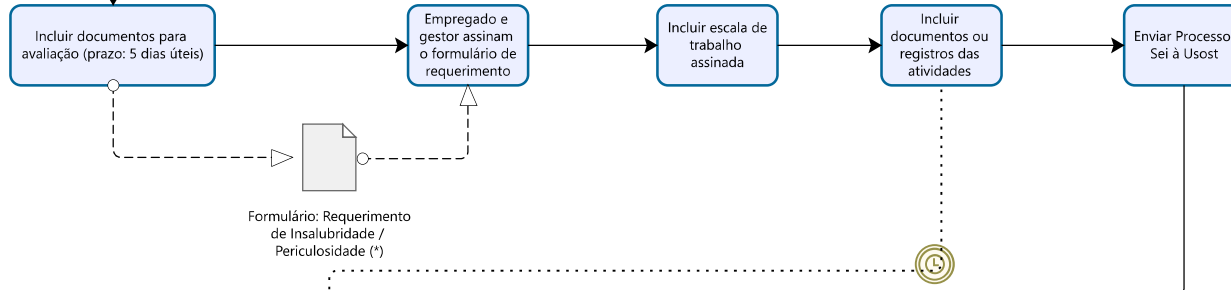 Incluir documentos para
avaliação (prazo: 5 dias úteis)
Empregado e
gestor assinam
o formulário de
requerimento
Incluir escala de
trabalho
assinada
Incluir
documentos ou
registros das
atividades
Enviar Processo
Sei à Usost
Formulário: Requerimento
de Insalubridade /
Periculosidade (*)